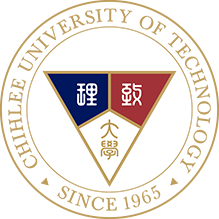 CHIHLEE UNIVERSITY OF TECHNOLOGY
理致
大學
SINCE 1965